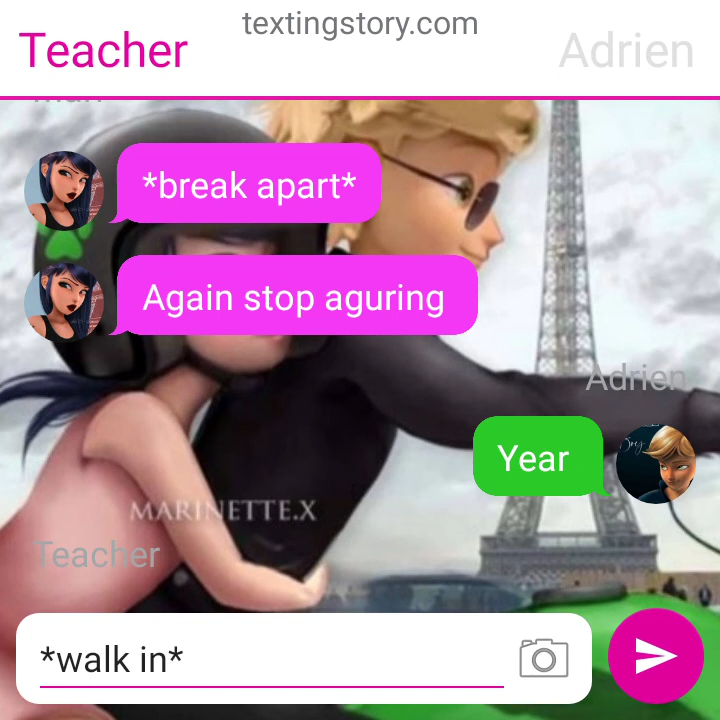 textingstory.com
Teacher
Adrien
*break apart*
Again stop aguring
Adrien
Year
MARINETTE.X
Teacher
*walk in*